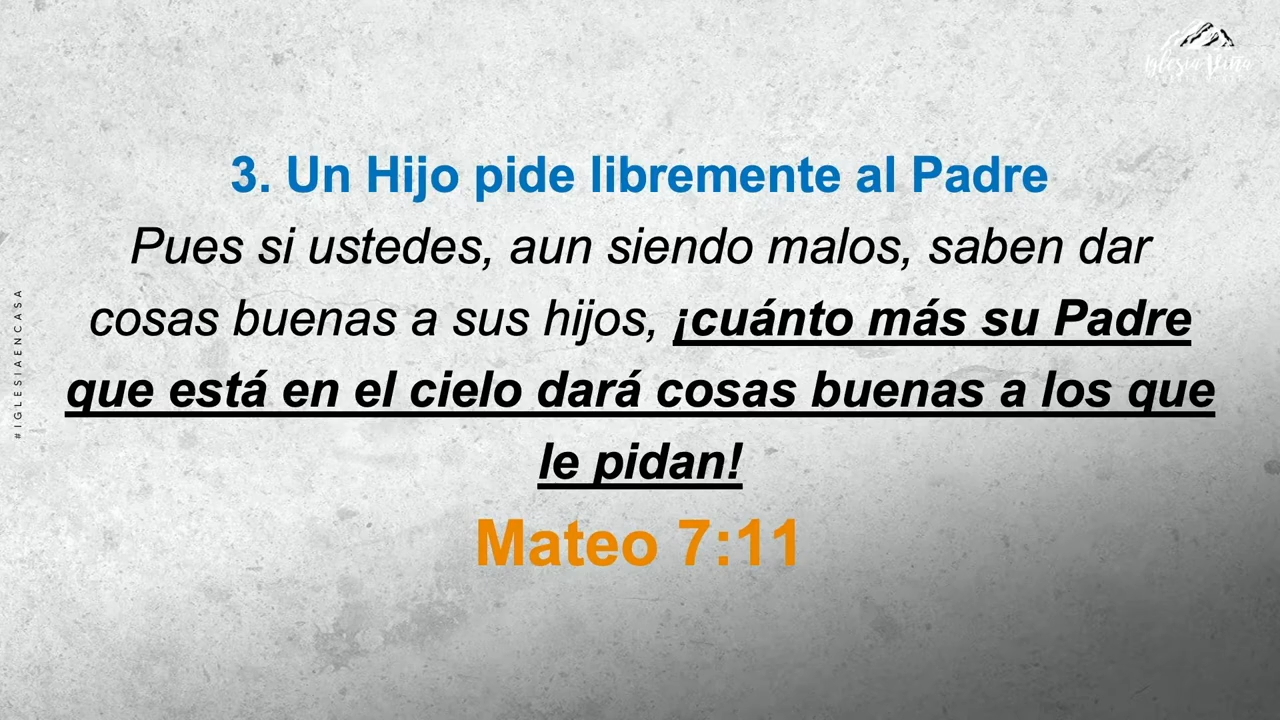 3. Un Hijo pide libremente al Padre
Pues si ustedes, aun siendo malos, saben dar
cosas buenas a sus hijos, ¡cuánto más su Padre
que está en el cielo dará cosas buenas a los que
le pidan!
Mateo 7:11
#IGLESIAENCASA
Iglesia